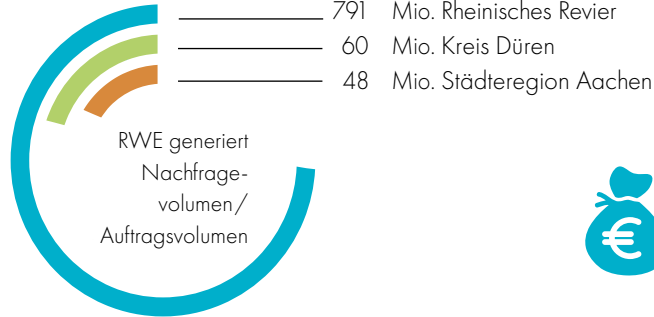 791 Mio. Rheinisches Revier
60 Mio. Kreis Düren
48 Mio. Städteregion Aachen
RWE generiert
Nachfrage-
volumen/
Auftragsvolumen
€